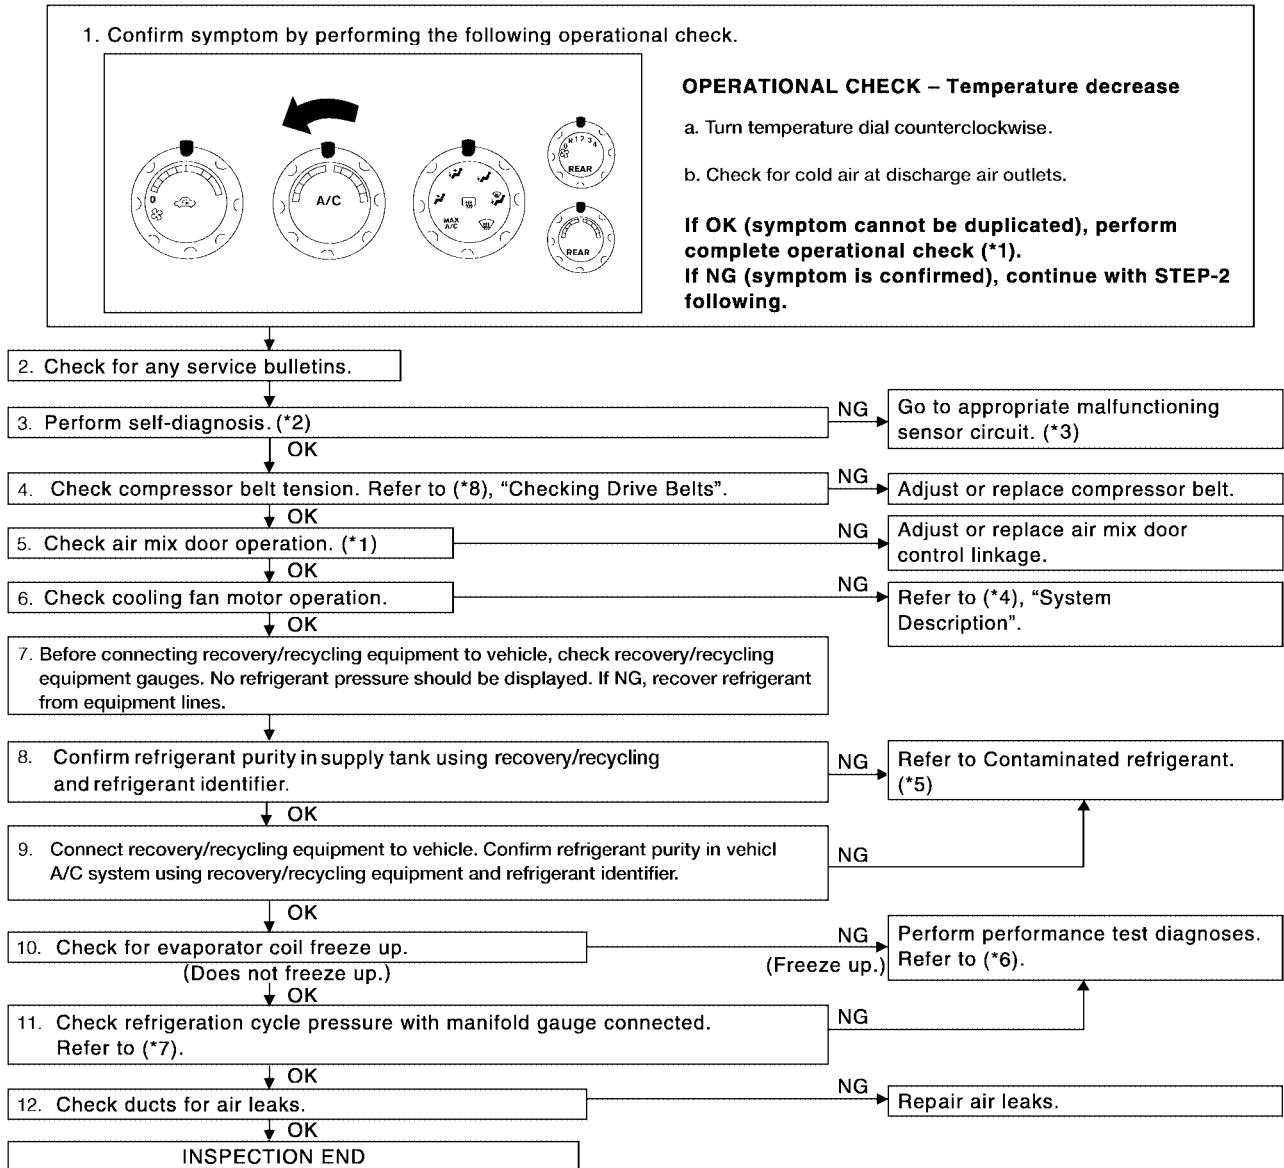 1. Confirm symptom by performing the following operational check.
0
A/C
MAX
A/C
0 R 1 2 3 4
REAR
REAR
OPERATIONAL CHECK – Temperature decrease
a. Turn temperature dial counterclockwise.
b. Check for cold air at discharge air outlets.
If OK (symptom cannot be duplicated), perform
complete operational check (*1).
If NG (symptom is confirmed), continue with STEP-2
following.
2. Check for any service bulletins.
3. Perform self-diagnosis. (*2)
NG
Go to appropriate malfunctioning
sensor circuit. (*3)
OK
4. Check compressor belt tension. Refer to (*8), “Checking Drive Belts”.
NG
Adjust or replace compressor belt.
OK
5. Check air mix door operation. (*1)
NG
Adjust or replace air mix door
control linkage.
OK
6. Check cooling fan motor operation.
NG
Refer to (*4), “System
Description”.
OK
7. Before connecting recovery/recycling equipment to vehicle, check recovery/recycling
equipment gauges. No refrigerant pressure should be displayed. If NG, recover refrigerant
from equipment lines.
8. Confirm refrigerant purity in supply tank using recovery/recycling
and refrigerant identifier.
NG
Refer to Contaminated refrigerant.
(*5)
OK
9. Connect recovery/recycling equipment to vehicle. Confirm refrigerant purity in vehicl
A/C system using recovery/recycling equipment and refrigerant identifier.
NG
OK
10. Check for evaporator coil freeze up.
(Does not freeze up.)
NG
(Freeze up.)
Perform performance test diagnoses.
Refer to (*6).
OK
11. Check refrigeration cycle pressure with manifold gauge connected.
Refer to (*7).
NG
OK
12. Check ducts for air leaks.
NG
Repair air leaks.
OK
INSPECTION END